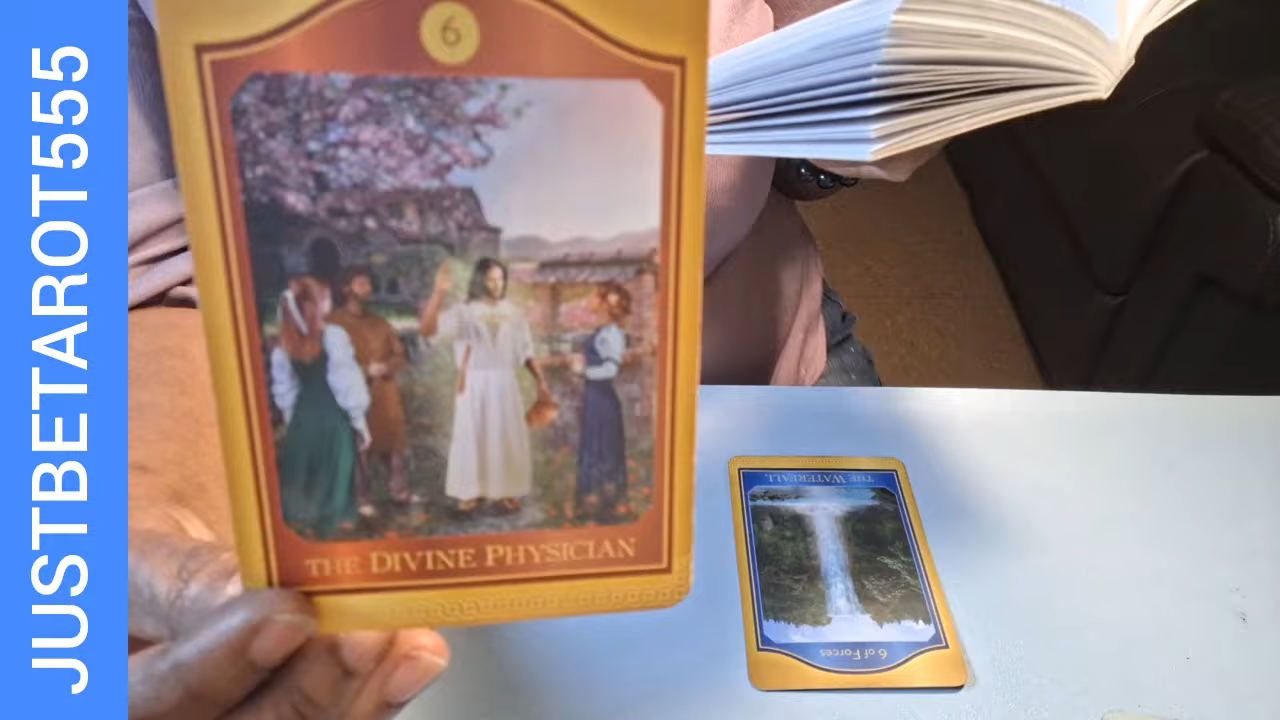 JUSTBETAROT555
6
THE DIVINE PHYSICIAN
THE WATERFALL
6 of Forces